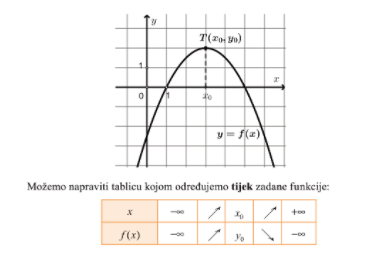 y
T(x₀, y₀)
1
x
0
1
x₀
y = f(x)
Možemo napraviti tablicu kojom određujemo tijek zadane funkcije:
x −∞ ↗ x₀ ↗ +∞
f(x) −∞ ↗ y₀ ↘ −∞